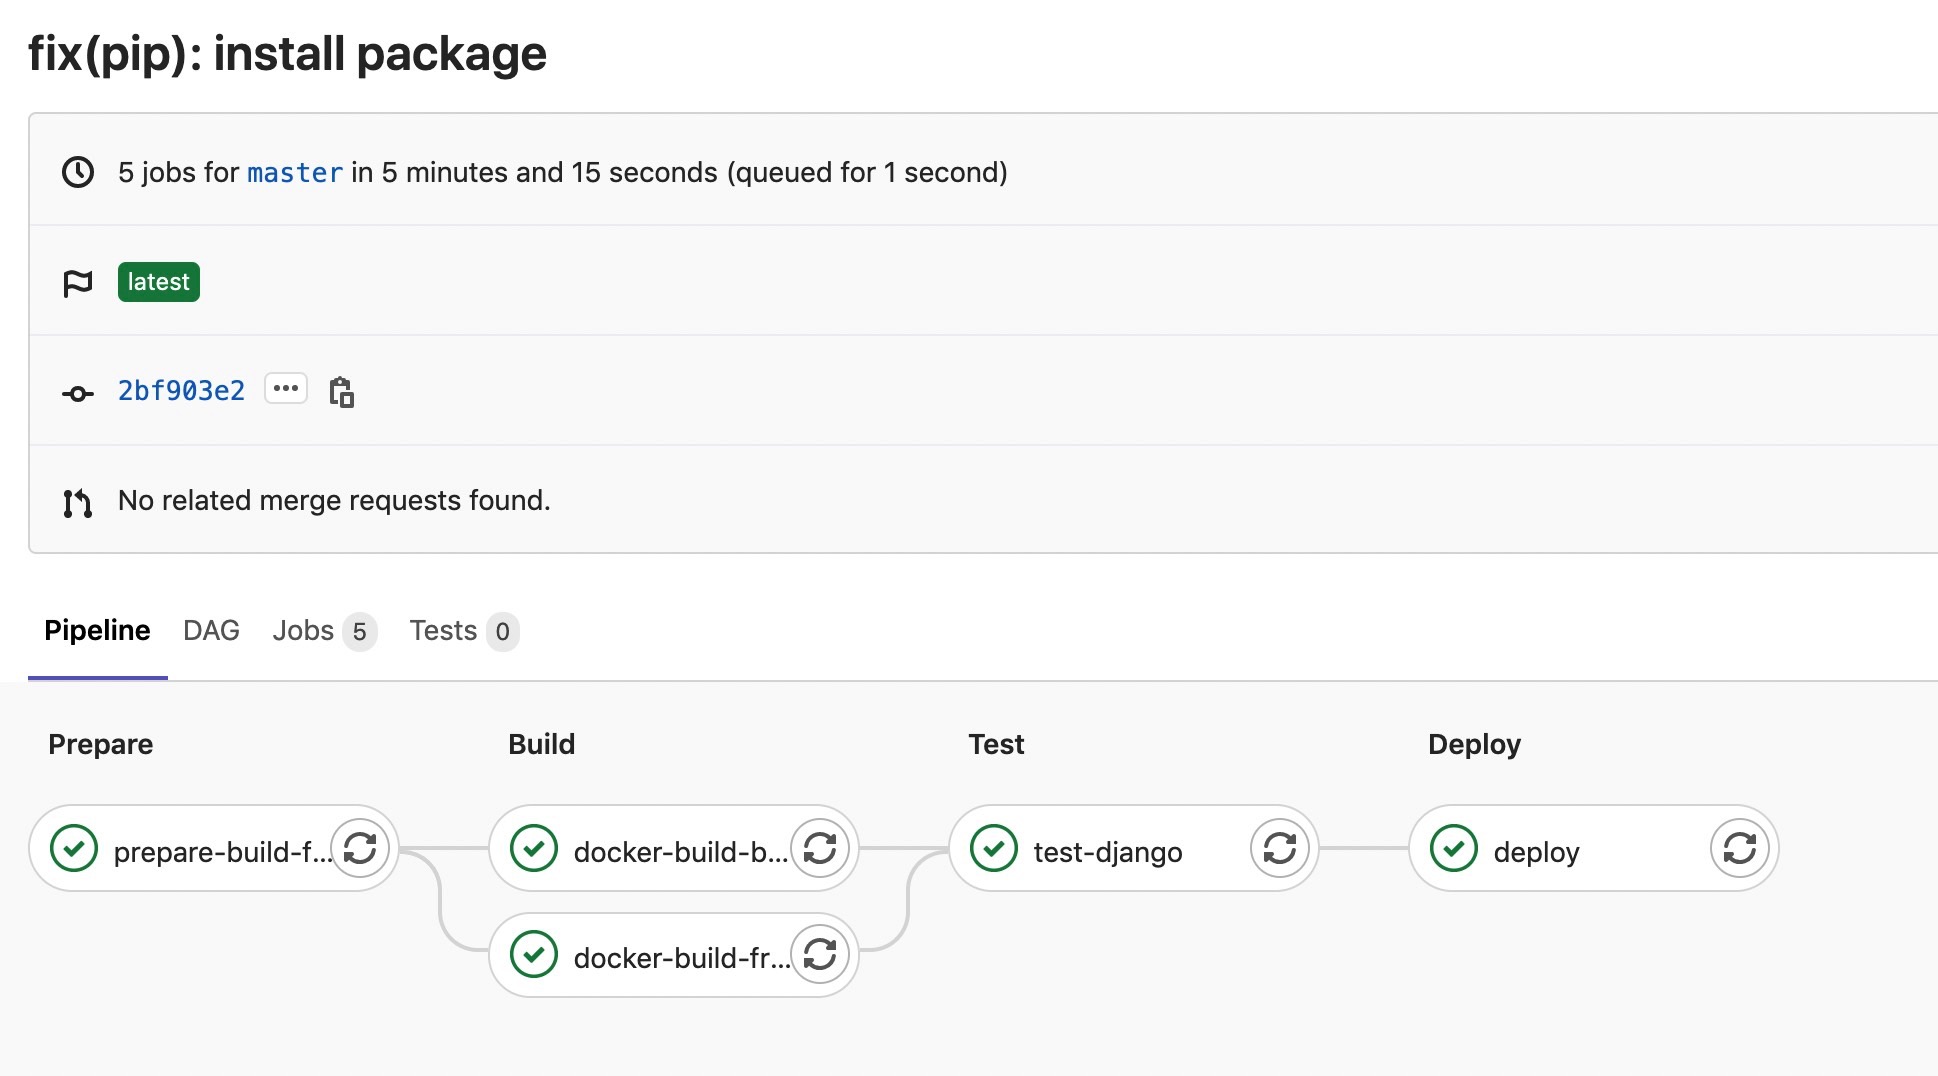 fix(pip): install package
5 jobs for master in 5 minutes and 15 seconds (queued for 1 second)
latest
2bf903e2
No related merge requests found.
Pipeline DAG Jobs 5 Tests 0
Prepare Build Test Deploy
prepare-build-f... docker-build-b... test-django deploy
docker-build-fr...